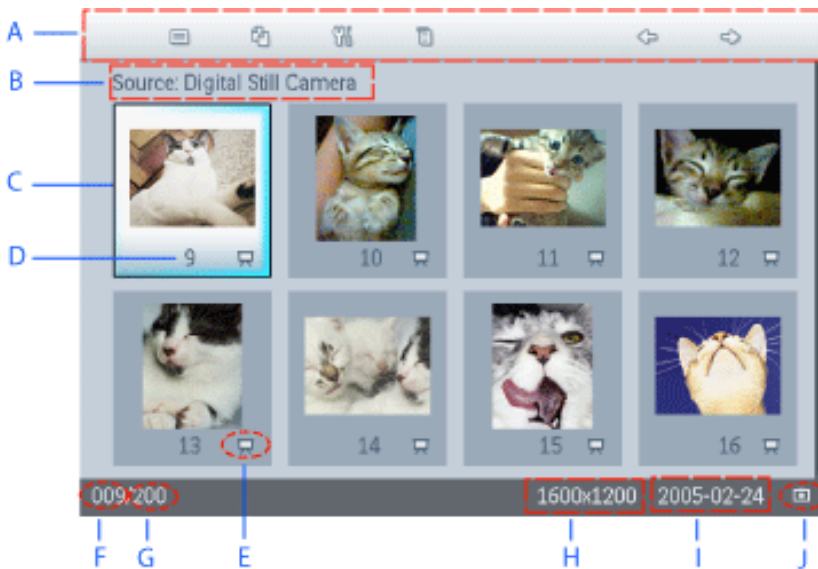 A
B
Source: Digital Still Camera
C
D
9
10
11
12
13
14
15
16
009/200
1600x1200
2005-02-24
F
G
E
H
I
J